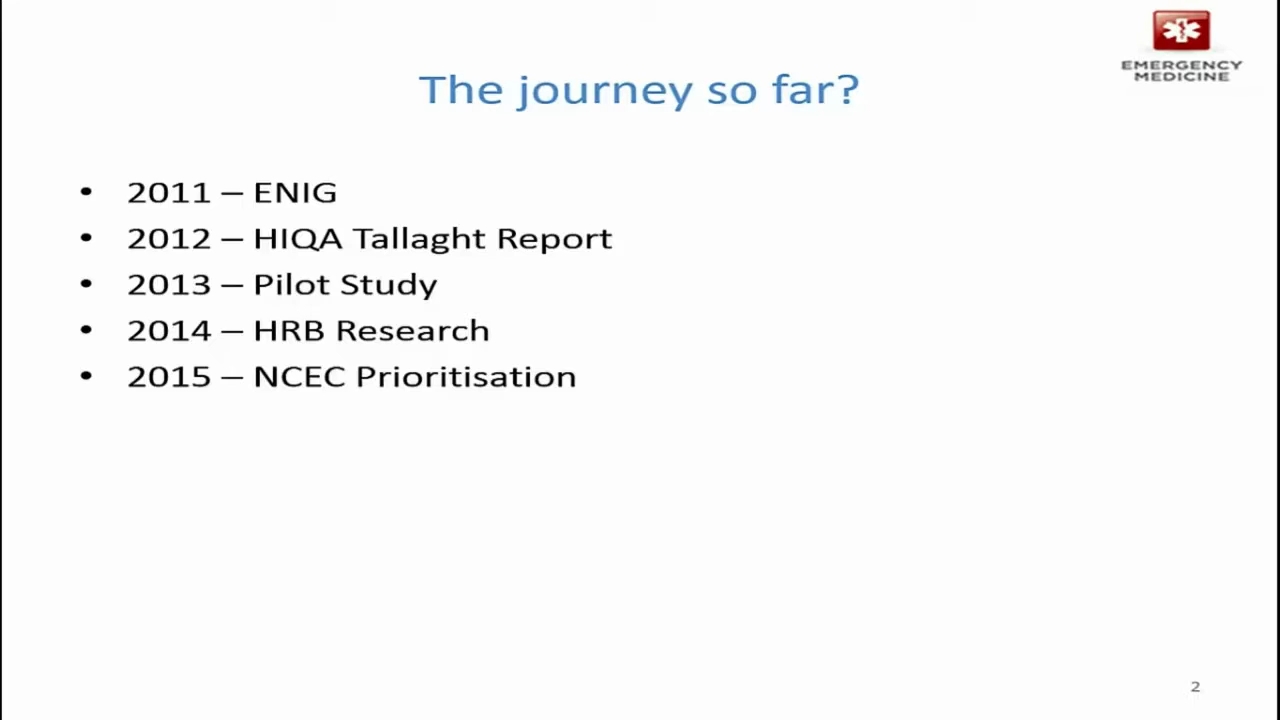 EMERGENCY
MEDICINE
The journey so far?
• 2011 – ENIG
• 2012 – HIQA Tallaght Report
• 2013 – Pilot Study
• 2014 – HRB Research
• 2015 – NCEC Prioritisation
2